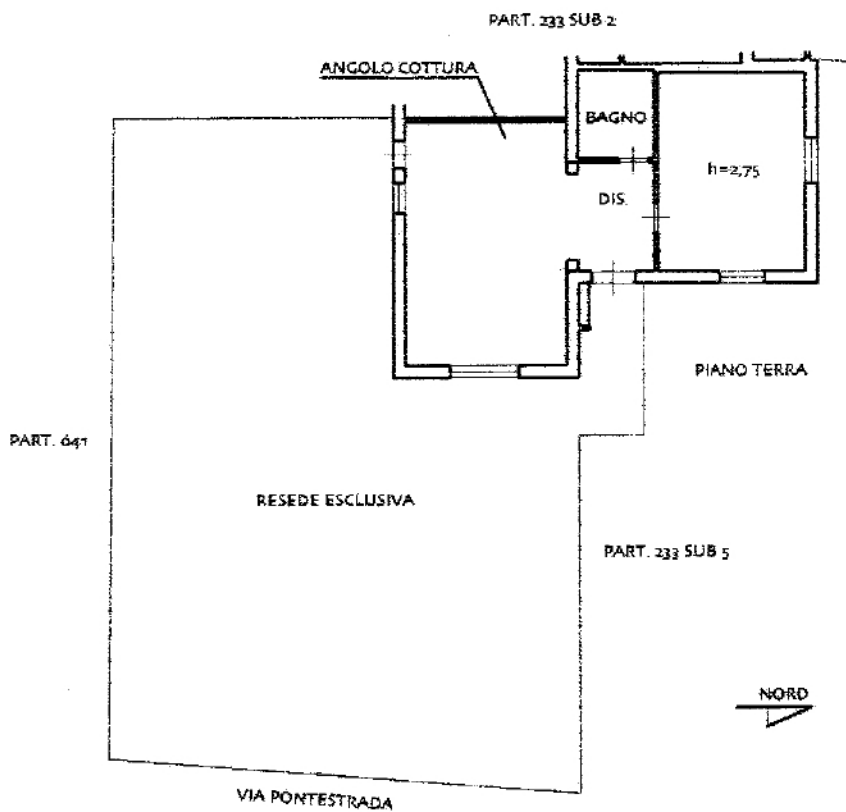 PART. 233 SUB 2
ANGOLO COTTURA
BAGNO
h=2,75
DIS.
PIANO TERRA
PART. 641
RESEDE ESCLUSIVA
PART. 233 SUB 5
NORD
VIA PONTESTRADA